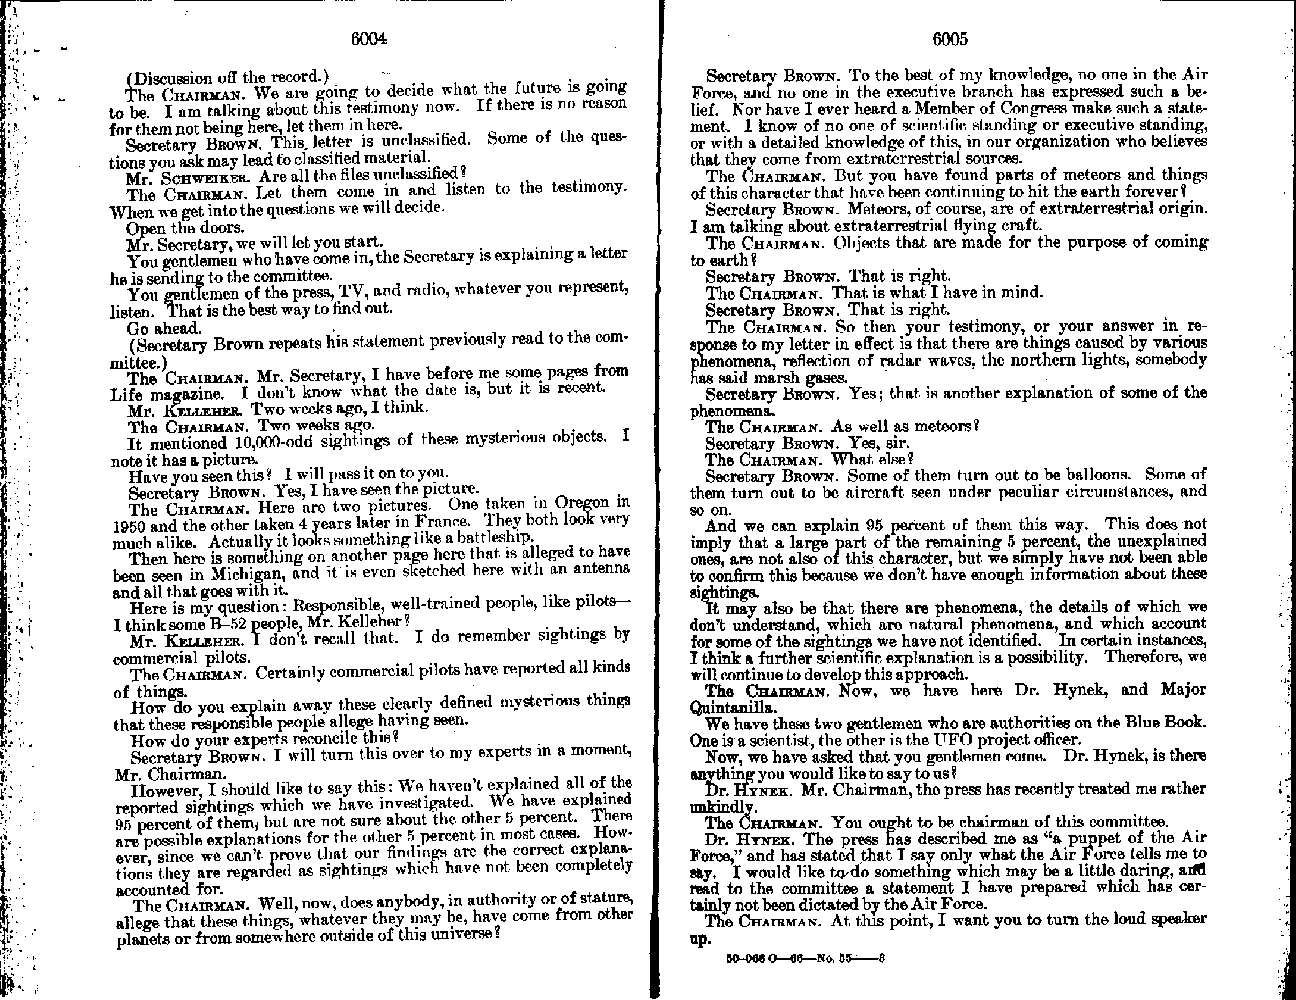 6004
(Discussion off the record.)
The CHAIRMAN. We are going to decide what the future is going
to be. I am talking about this testimony now. If there is no reason
for them not being here, let them in here.
Secretary BROWN. This letter is unclassified. Some of the ques-
tions you ask may lead to classified material.
Mr. SCHWEIKER. Are all the files unclassified?
The CHAIRMAN. Let them come in and listen to the testimony.
When we get into the questions we will decide.
Open the doors.
Mr. Secretary, we will let you start.
You gentlemen who have come in, the Secretary is explaining a letter
he is sending to the committee.
You gentlemen of the press, TV, and radio, whatever you represent,
listen. That is the best way to find out.
Go ahead.
(Secretary Brown repeats his statement previously read to the com-
mittee.)
The CHAIRMAN. Mr. Secretary, I have before me some pages from
Life magazine. I don't know what the date is, but it is recent.
Mr. KELLEHER. Two weeks ago, I think.
The CHAIRMAN. Two weeks ago.
It mentioned 10,000-odd sightings of these mysterious objects. I
note it has a picture.
Have you seen this? I will pass it on to you.
Secretary BROWN. Yes, I have seen the picture.
The CHAIRMAN. Here are two pictures. One taken in Oregon in
1950 and the other taken 4 years later in France. They both look very
much alike. Actually it looks something like a battleship.
Then here is something on another page here that is alleged to have
been seen in Michigan, and it is even sketched here with an antenna
and all that goes with it.
Here is my question: Responsible, well-trained people, like pilots—
I think some B-52 people, Mr. Kelleher?
Mr. KELLEHER. I don't recall that. I do remember sightings by
commercial pilots.
The CHAIRMAN. Certainly commercial pilots have reported all kinds
of things.
How do you explain away these clearly defined mysterious things
that these responsible people allege having seen.
How do your experts reconcile this?
Secretary BROWN. I will turn this over to my experts in a moment,
Mr. Chairman.
However, I should like to say this: We haven't explained all of the
reported sightings which we have investigated. We have explained
95 percent of them, but are not sure about the other 5 percent. There
are possible explanations for the other 5 percent in most cases. How-
ever, since we can't prove that our findings are the correct explana-
tions they are regarded as sightings which have not been completely
accounted for.
The CHAIRMAN. Well, now, does anybody, in authority or of stature,
allege that these things, whatever they may be, have come from other
planets or from somewhere outside of this universe?
6005
Secretary BROWN. To the best of my knowledge, no one in the Air
Force, and no one in the executive branch has expressed such a be-
lief. Nor have I ever heard a Member of Congress make such a state-
ment. I know of no one of scientific standing or executive standing,
or with a detailed knowledge of this, in our organization who believes
that they come from extraterrestrial sources.
The CHAIRMAN. But you have found parts of meteors and things
of this character that have been continuing to hit the earth forever?
Secretary BROWN. Meteors, of course, are of extraterrestrial origin.
I am talking about extraterrestrial flying craft.
The CHAIRMAN. Objects that are made for the purpose of coming
to earth?
Secretary BROWN. That is right.
The CHAIRMAN. That is what I have in mind.
Secretary BROWN. That is right.
The CHAIRMAN. So then your testimony, or your answer in re-
sponse to my letter in effect is that there are things caused by various
phenomena, reflection of radar waves, the northern lights, somebody
has said marsh gases.
Secretary BROWN. Yes; that is another explanation of some of the
phenomena.
The CHAIRMAN. As well as meteors?
Secretary BROWN. Yes, sir.
The CHAIRMAN. What else?
Secretary BROWN. Some of them turn out to be balloons. Some of
them turn out to be aircraft seen under peculiar circumstances, and
so on.
And we can explain 95 percent of them this way. This does not
imply that a large part of the remaining 5 percent, the unexplained
ones, are not also of this character, but we simply have not been able
to confirm this because we don't have enough information about these
sightings.
It may also be that there are phenomena, the details of which we
don't understand, which are natural phenomena, and which account
for some of the sightings we have not identified. In certain instances,
I think a further scientific explanation is a possibility. Therefore, we
will continue to develop this approach.
The CHAIRMAN. Now, we have here Dr. Hynek, and Major
Quintanilla.
We have these two gentlemen who are authorities on the Blue Book.
One is a scientist, the other is the UFO project officer.
Now, we have asked that you gentlemen come. Dr. Hynek, is there
anything you would like to say to us?
Dr. HYNEK. Mr. Chairman, the press has recently treated me rather
unkindly.
The CHAIRMAN. You ought to be chairman of this committee.
Dr. HYNEK. The press has described me as "a puppet of the Air
Force," and has stated that I say only what the Air Force tells me to
say. I would like to do something which may be a little daring, and
read to the committee a statement I have prepared which has cer-
tainly not been dictated by the Air Force.
The CHAIRMAN. At this point, I want you to turn the loud speaker
up.
50-066 O—66—No. 55——3